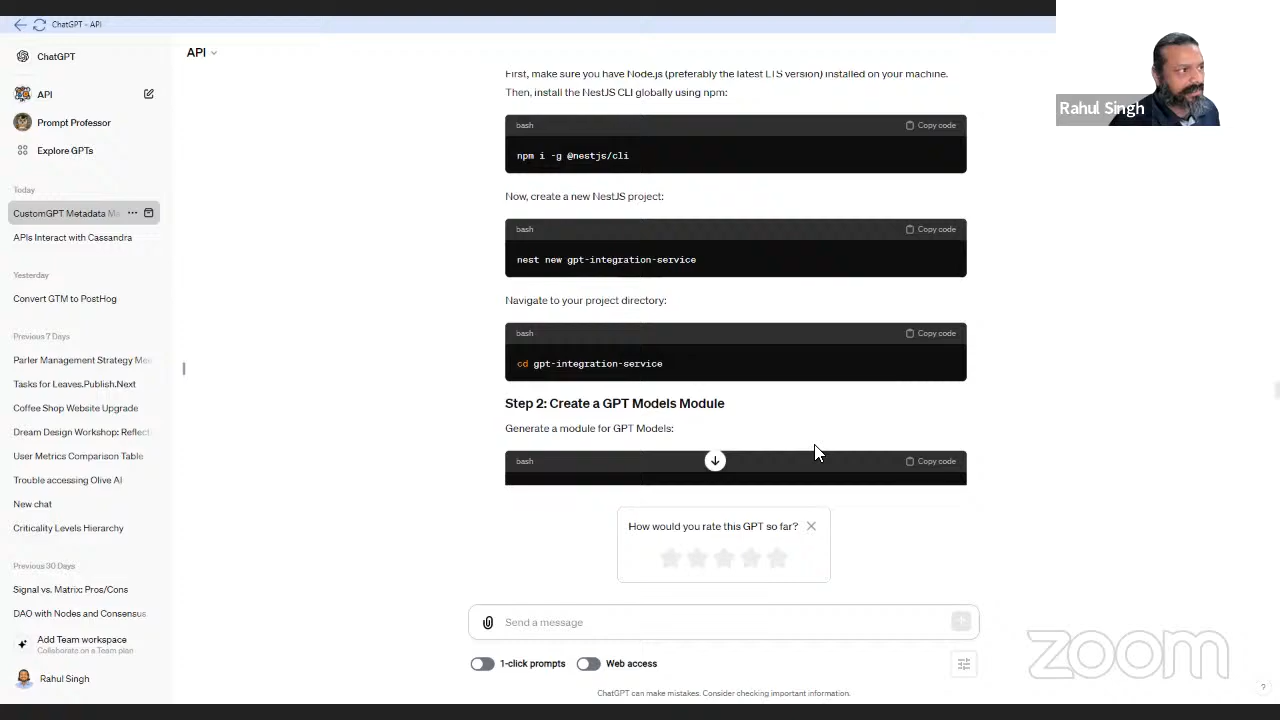 ChatGPT - API
ChatGPT
API
Prompt Professor
Explore GPTs
Today
CustomGPT Metadata Ma
APIs Interact with Cassandra
Yesterday
Convert GTM to PostHog
Previous 7 Days
Parler Management Strategy Mee
Tasks for Leaves.Publish.Next
Coffee Shop Website Upgrade
Dream Design Workshop: Reflect
User Metrics Comparison Table
Trouble accessing Olive AI
New chat
Criticality Levels Hierarchy
Previous 30 Days
Signal vs. Matrix: Pros/Cons
DAO with Nodes and Consensus
Add Team workspace
Collaborate on a Team plan
Rahul Singh
API
First, make sure you have Node.js (preferably the latest LTS version) installed on your machine.
Then, install the NestJS CLI globally using npm:
bash Copy code
npm i -g @nestjs/cli
Now, create a new NestJS project:
bash Copy code
nest new gpt-integration-service
Navigate to your project directory:
bash Copy code
cd gpt-integration-service
Step 2: Create a GPT Models Module
Generate a module for GPT Models:
bash Copy code
How would you rate this GPT so far?
Send a message
1-click prompts Web access
ChatGPT can make mistakes. Consider checking important information.
Rahul Singh
zoom
?